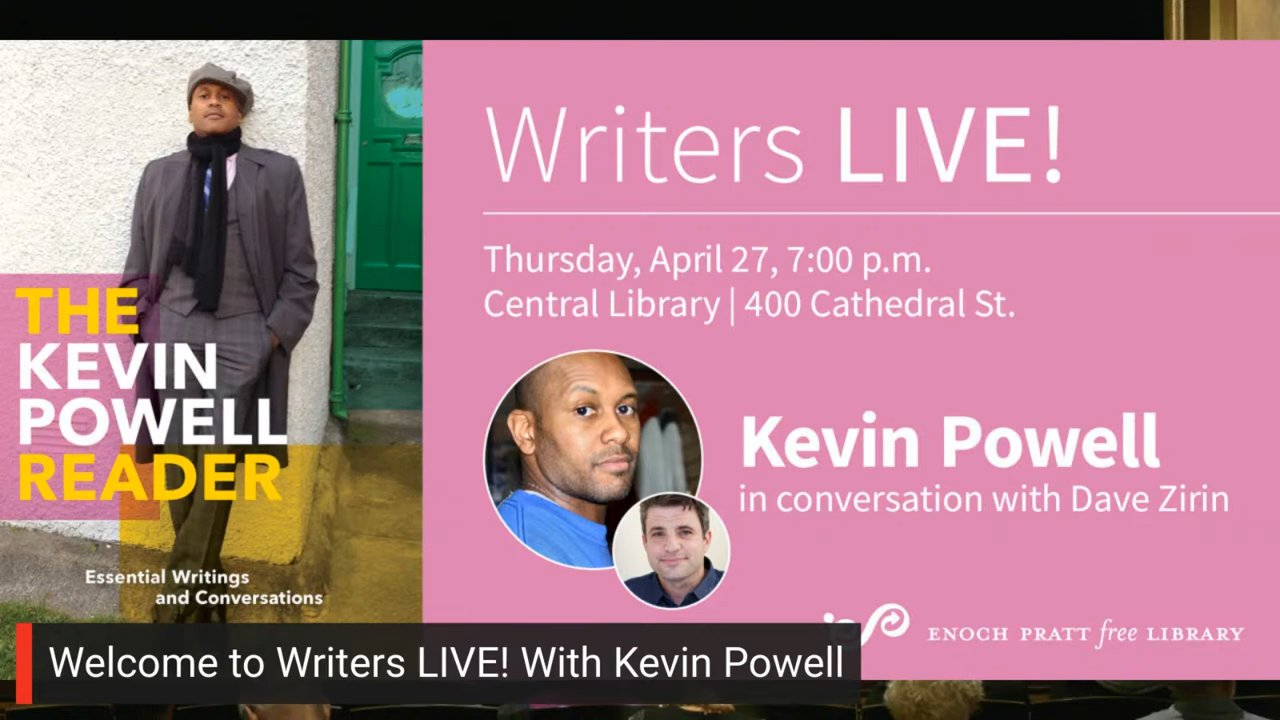 THE
KEVIN
POWELL
READER
Essential Writings
and Conversations
Writers LIVE!
Thursday, April 27, 7:00 p.m.
Central Library | 400 Cathedral St.
Kevin Powell
in conversation with Dave Zirin
ENOCH PRATT free LIBRARY
Welcome to Writers LIVE! With Kevin Powell